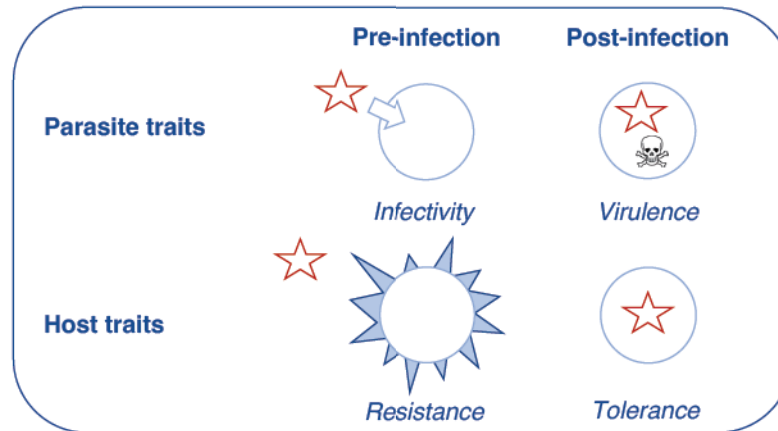 Pre-infection Post-infection
Parasite traits
Infectivity Virulence
Host traits
Resistance Tolerance